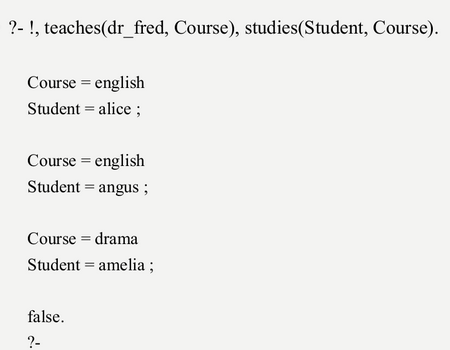 ?- !, teaches(dr_fred, Course), studies(Student, Course).
Course = english
Student = alice ;
Course = english
Student = angus ;
Course = drama
Student = amelia ;
false.
?-